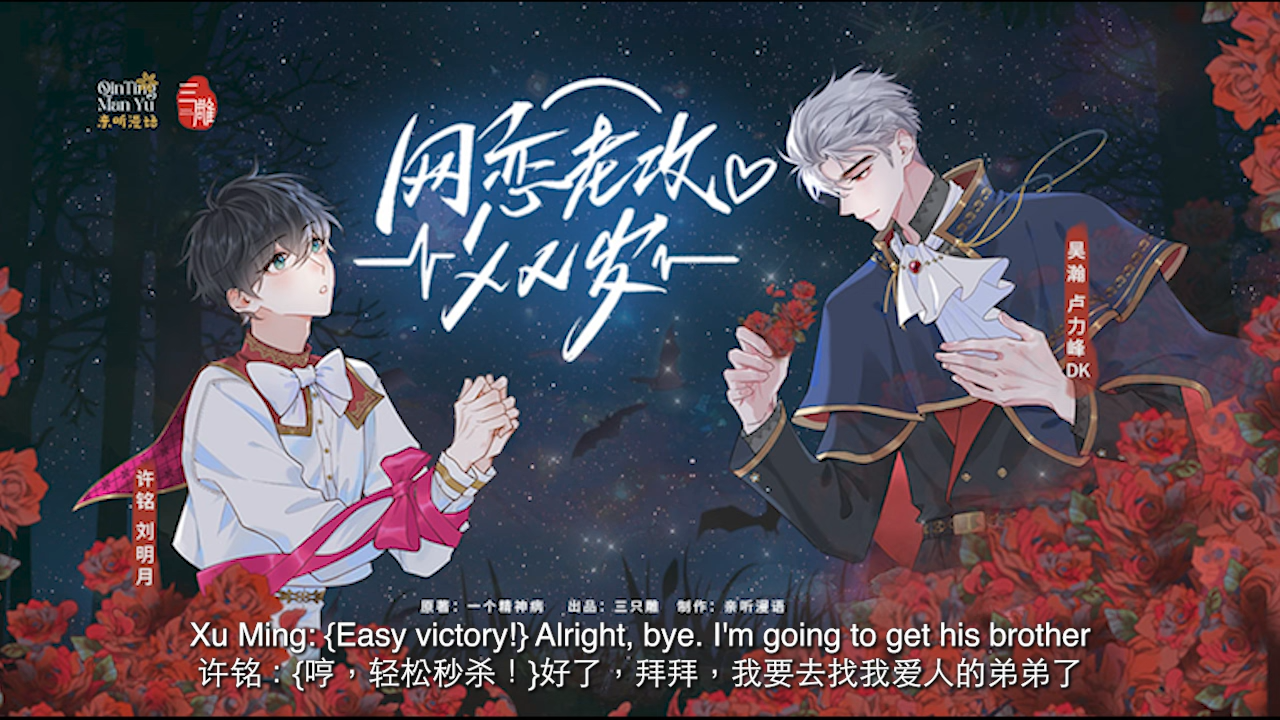 QinTing
Man Yu
亲听漫语
三雕
网恋老攻
岁
昊瀚 卢力峰DK
许铭 刘明月
原著：一个精神病 出品：三只雕 制作：亲听漫语
Xu Ming: {Easy victory!} Alright, bye. I'm going to get his brother
许铭：{哼，轻松秒杀！}好了，拜拜，我要去找我爱人的弟弟了